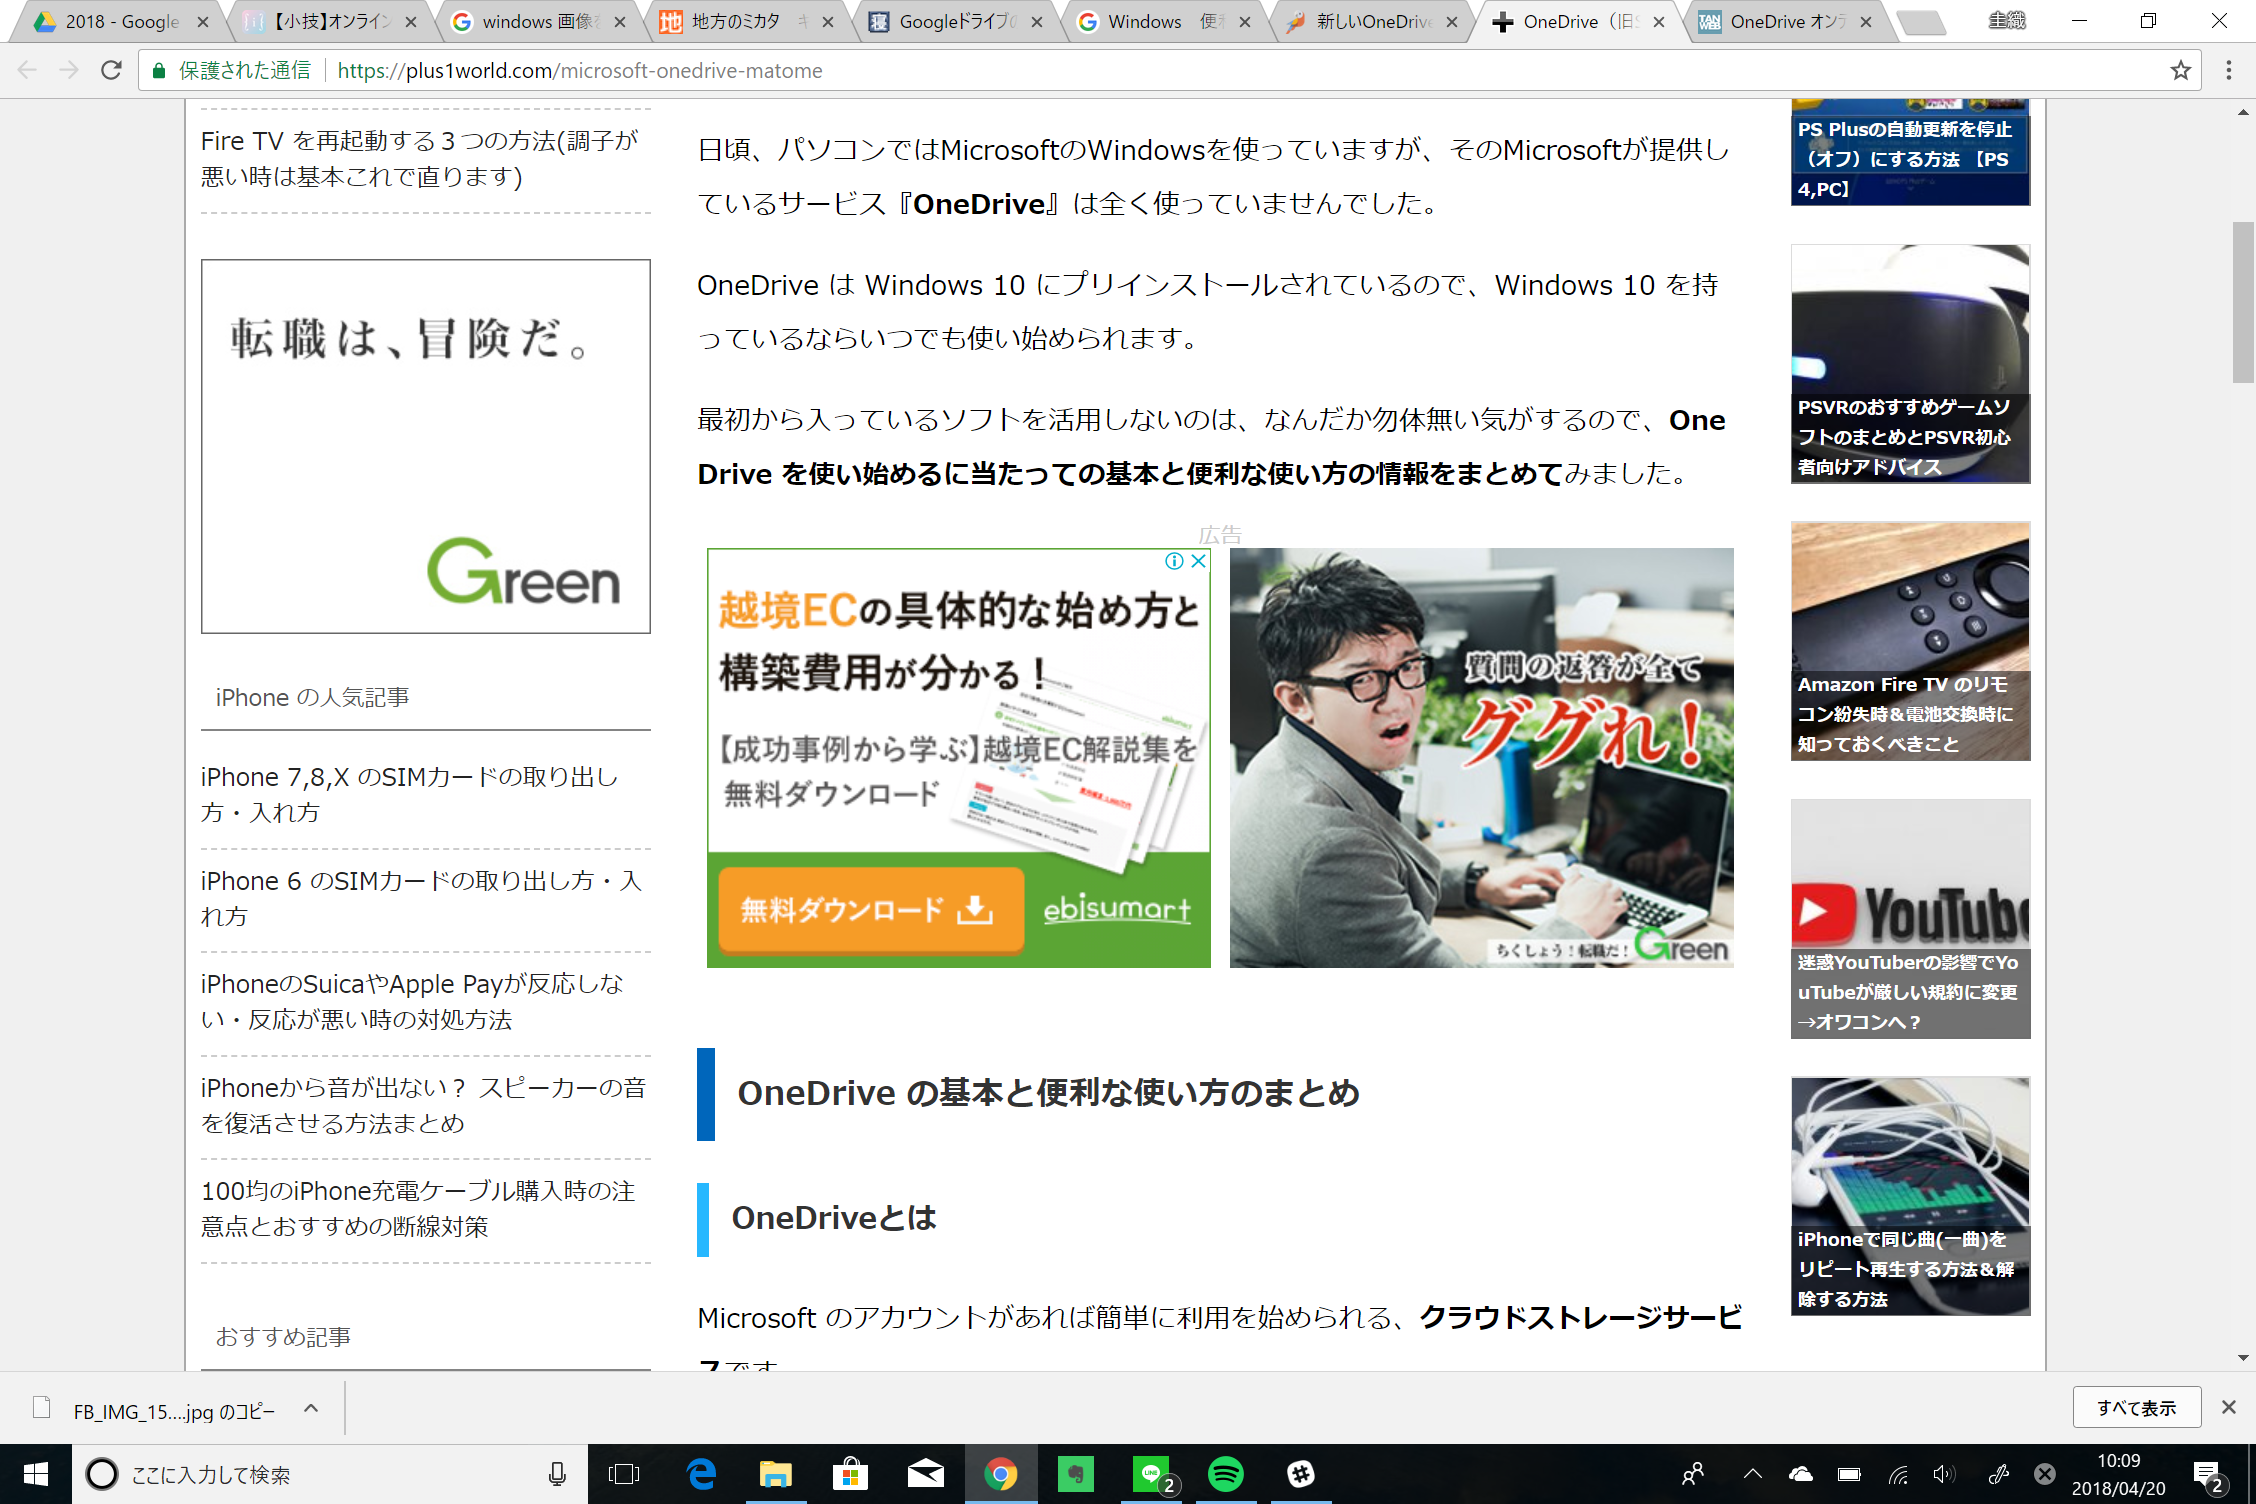 2018 - Google
【小技】オンライン
windows 画像を
地方のミカタ
Googleドライブの
Windows 便利
新しいOneDrive
OneDrive（旧S
OneDrive オンラ
圭織
保護された通信
https://plus1world.com/microsoft-onedrive-matome
Fire TV を再起動する３つの方法(調子が
悪い時は基本これで直ります)
転職は、冒険だ。
Green
iPhone の人気記事
iPhone 7,8,X のSIMカードの取り出し
方・入れ方
iPhone 6 のSIMカードの取り出し方・入
れ方
iPhoneのSuicaやApple Payが反応しな
い・反応が悪い時の対処方法
iPhoneから音が出ない？ スピーカーの音
を復活させる方法まとめ
100均のiPhone充電ケーブル購入時の注
意点とおすすめの断線対策
おすすめ記事
日頃、パソコンではMicrosoftのWindowsを使っていますが、そのMicrosoftが提供し
ているサービス『OneDrive』は全く使っていませんでした。
OneDrive は Windows 10 にプリインストールされているので、Windows 10 を持
っているならいつでも使い始められます。
最初から入っているソフトを活用しないのは、なんだか勿体無い気がするので、One
Drive を使い始めるに当たっての基本と便利な使い方の情報をまとめてみました。
広告
越境ECの具体的な始め方と
構築費用が分かる！
【成功事例から学ぶ】越境EC解説集を
無料ダウンロード
無料ダウンロード
ebisumart
質問の返答が全て
ググれ！
ちくしょう！転職だ！
Green
OneDrive の基本と便利な使い方のまとめ
OneDriveとは
Microsoft のアカウントがあれば簡単に利用を始められる、クラウドストレージサービ
スです
PS Plusの自動更新を停止
（オフ）にする方法 【PS
4,PC】
PSVRのおすすめゲームソ
フトのまとめとPSVR初心
者向けアドバイス
Amazon Fire TV のリモ
コン紛失時＆電池交換時に
知っておくべきこと
YouTube
迷惑YouTuberの影響でYo
uTubeが厳しい規約に変更
→オワコンへ？
iPhoneで同じ曲(一曲)を
リピート再生する方法＆解
除する方法
FB_IMG_15....jpg のコピー
すべて表示
ここに入力して検索
LINE
2
10:09
2018/04/20
2